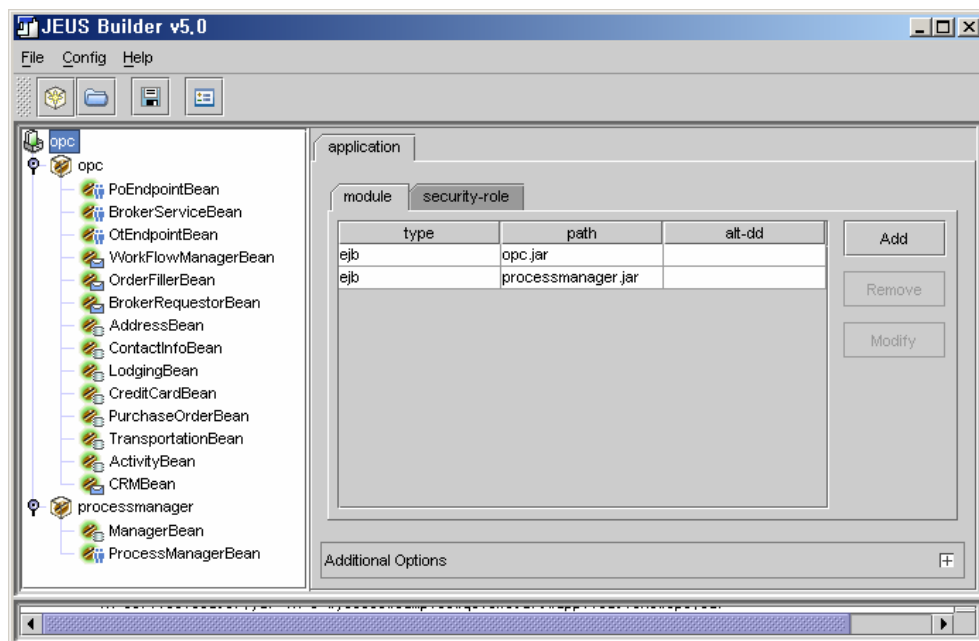 JEUS Builder v5.0
File Config Help
opc
opc
PoEndpointBean
BrokerServiceBean
OtEndpointBean
WorkFlowManagerBean
OrderFillerBean
BrokerRequestorBean
AddressBean
ContactInfoBean
LodgingBean
CreditCardBean
PurchaseOrderBean
TransportationBean
ActivityBean
CRMBean
processmanager
ManagerBean
ProcessManagerBean
application
module security-role
type path alt-dd
ejb opc.jar
ejb processmanager.jar
Add
Remove
Modify
Additional Options